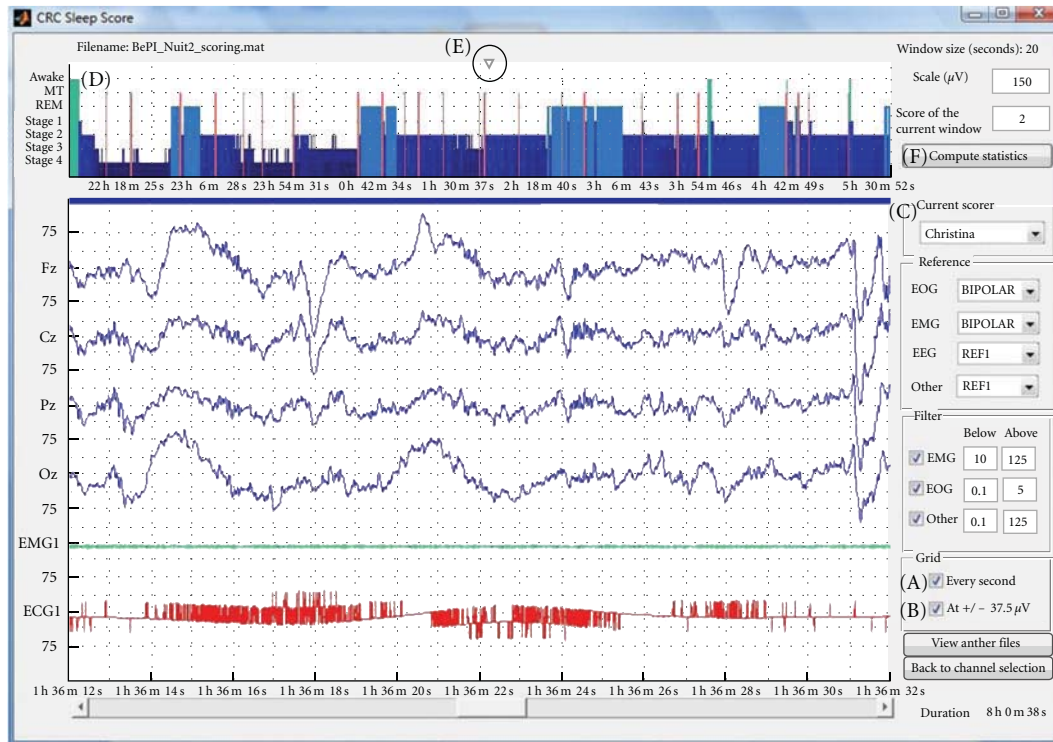 CRC Sleep Score
Filename: BePI_Nuit2_scoring.mat
(E)
Window size (seconds): 20
(D)
Awake
MT
REM
Stage 1
Stage 2
Stage 3
Stage 4
22 h 18 m 25 s 23 h 6 m 28 s 23 h 54 m 31 s 0 h 42 m 34 s 1 h 30 m 37 s 2 h 18 m 40 s 3 h 6 m 43 s 3 h 54 m 46 s 4 h 42 m 49 s 5 h 30 m 52 s
Scale (μV) 150
Score of the current window 2
(F) Compute statistics
(C) Current scorer
Christina
Reference
EOG BIPOLAR
EMG BIPOLAR
EEG REF1
Other REF1
Filter
Below Above
EMG 10 125
EOG 0.1 5
Other 0.1 125
Grid
(A) Every second
(B) At +/ − 37.5 μV
View anther files
Back to channel selection
Duration 8 h 0 m 38 s
75
Fz
75
Cz
75
Pz
75
Oz
75
EMG1
75
ECG1
75
1 h 36 m 12 s 1 h 36 m 14 s 1 h 36 m 16 s 1 h 36 m 18 s 1 h 36 m 20 s 1 h 36 m 22 s 1 h 36 m 24 s 1 h 36 m 26 s 1 h 36 m 28 s 1 h 36 m 30 s 1 h 36 m 32 s